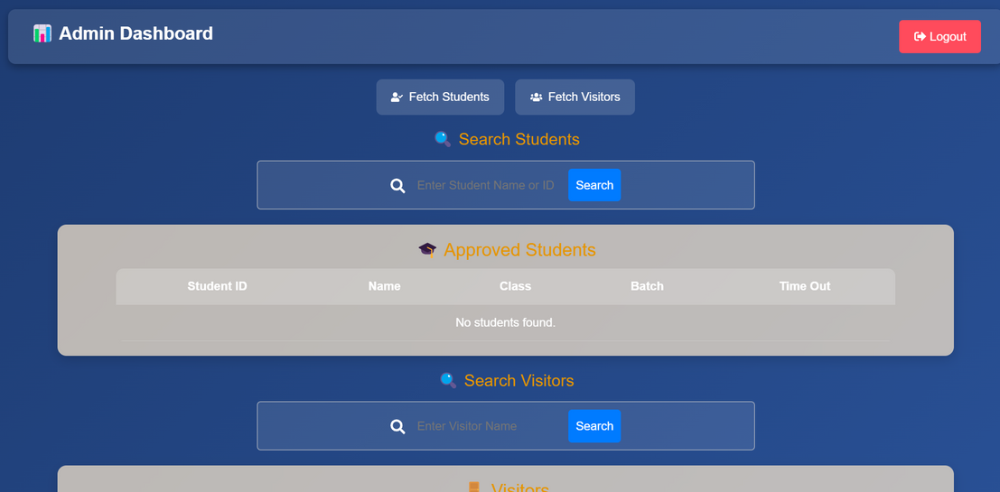 Admin Dashboard
Logout
Fetch Students
Fetch Visitors
Search Students
Enter Student Name or ID
Search
Approved Students
Student ID Name Class Batch Time Out
No students found.
Search Visitors
Enter Visitor Name
Search
Visitors